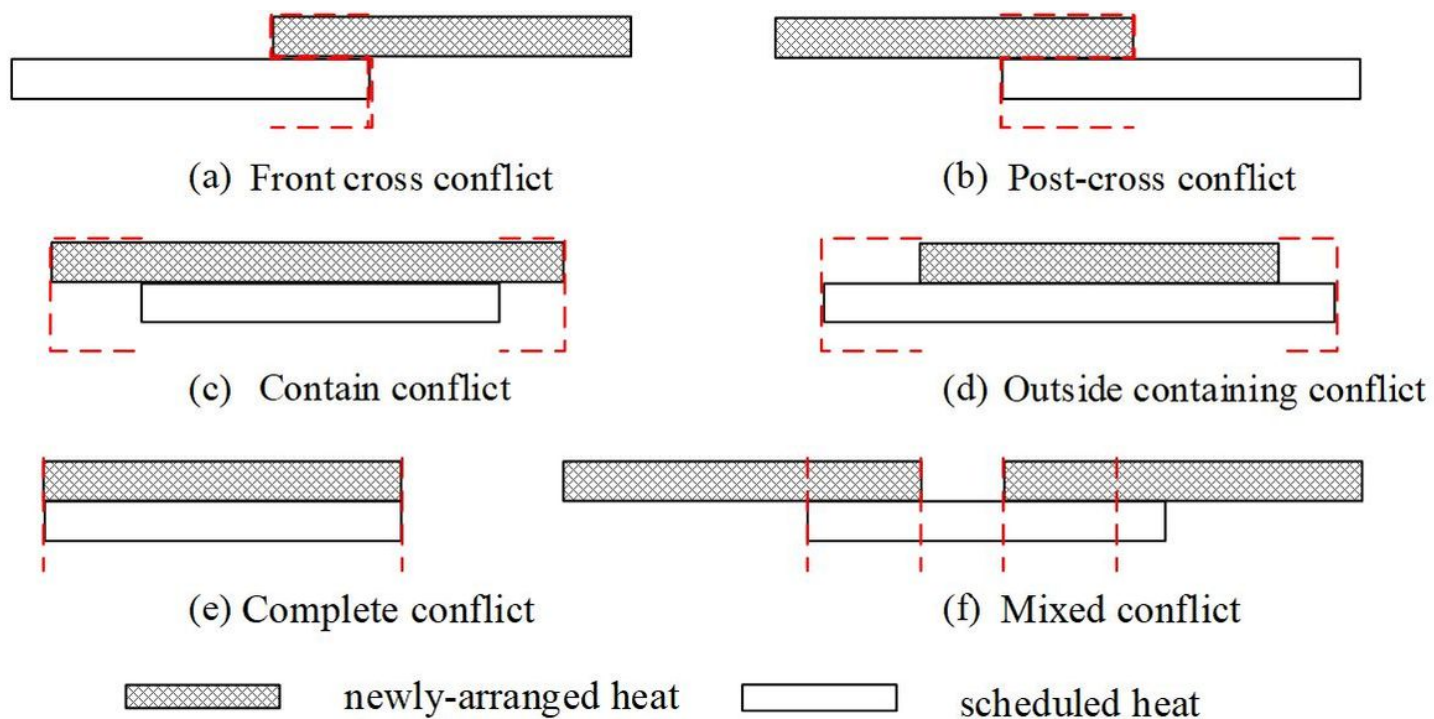 (a) Front cross conflict
(b) Post-cross conflict
(c) Contain conflict
(d) Outside containing conflict
(e) Complete conflict
(f) Mixed conflict
newly-arranged heat
scheduled heat